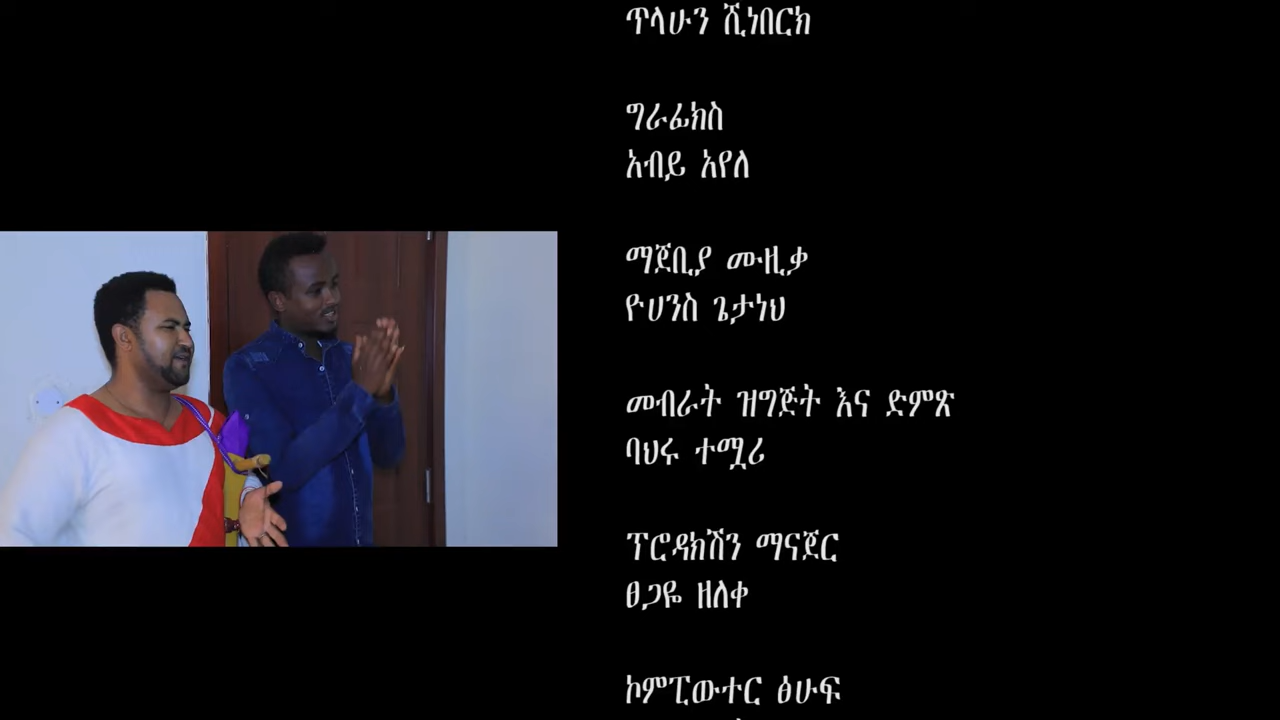 ጥላሁን ሺነበርክ
ግራፊክስ
አብይ አየለ
ማጀቢያ ሙዚቃ
ዮሀንስ ጌታነህ
መብራት ዝግጅት እና ድምጽ
ባህሩ ተሟሪ
ፕሮዳክሽን ማናጀር
ፀጋዬ ዘለቀ
ኮምፒውተር ፅሁፍ